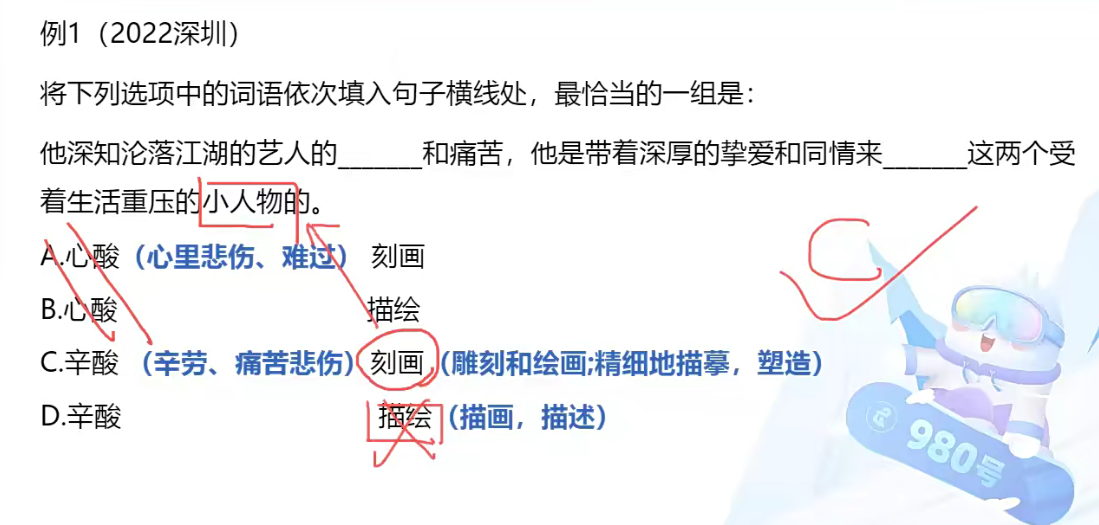 例1（2022深圳）
将下列选项中的词语依次填入句子横线处，最恰当的一组是：
他深知沦落江湖的艺人的_______和痛苦，他是带着深厚的挚爱和同情来_______这两个受
着生活重压的小人物的。
A.心酸（心里悲伤、难过） 刻画
B.心酸 描绘
C.辛酸（辛劳、痛苦悲伤）刻画（雕刻和绘画;精细地描摹，塑造）
D.辛酸 描绘（描画，描述）
980号